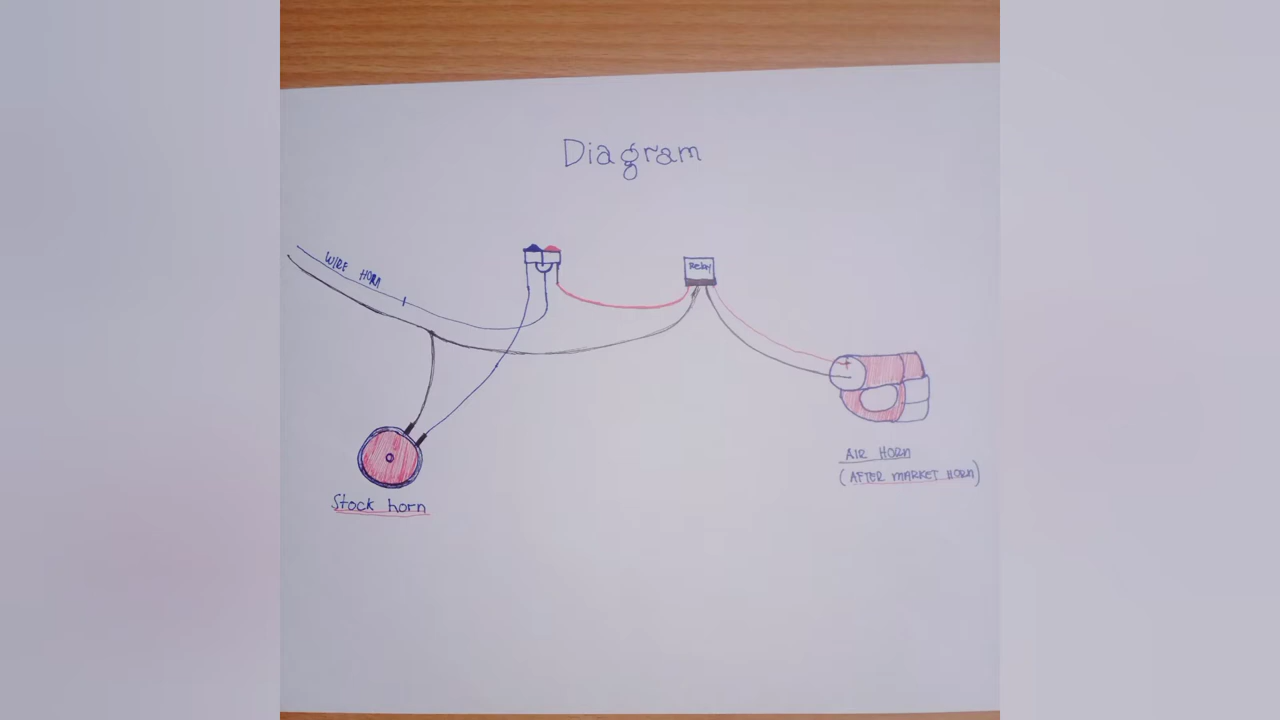 Diagram
WIRE HORN
Relay
AIR HORN
(AFTER MARKET HORN)
Stock horn